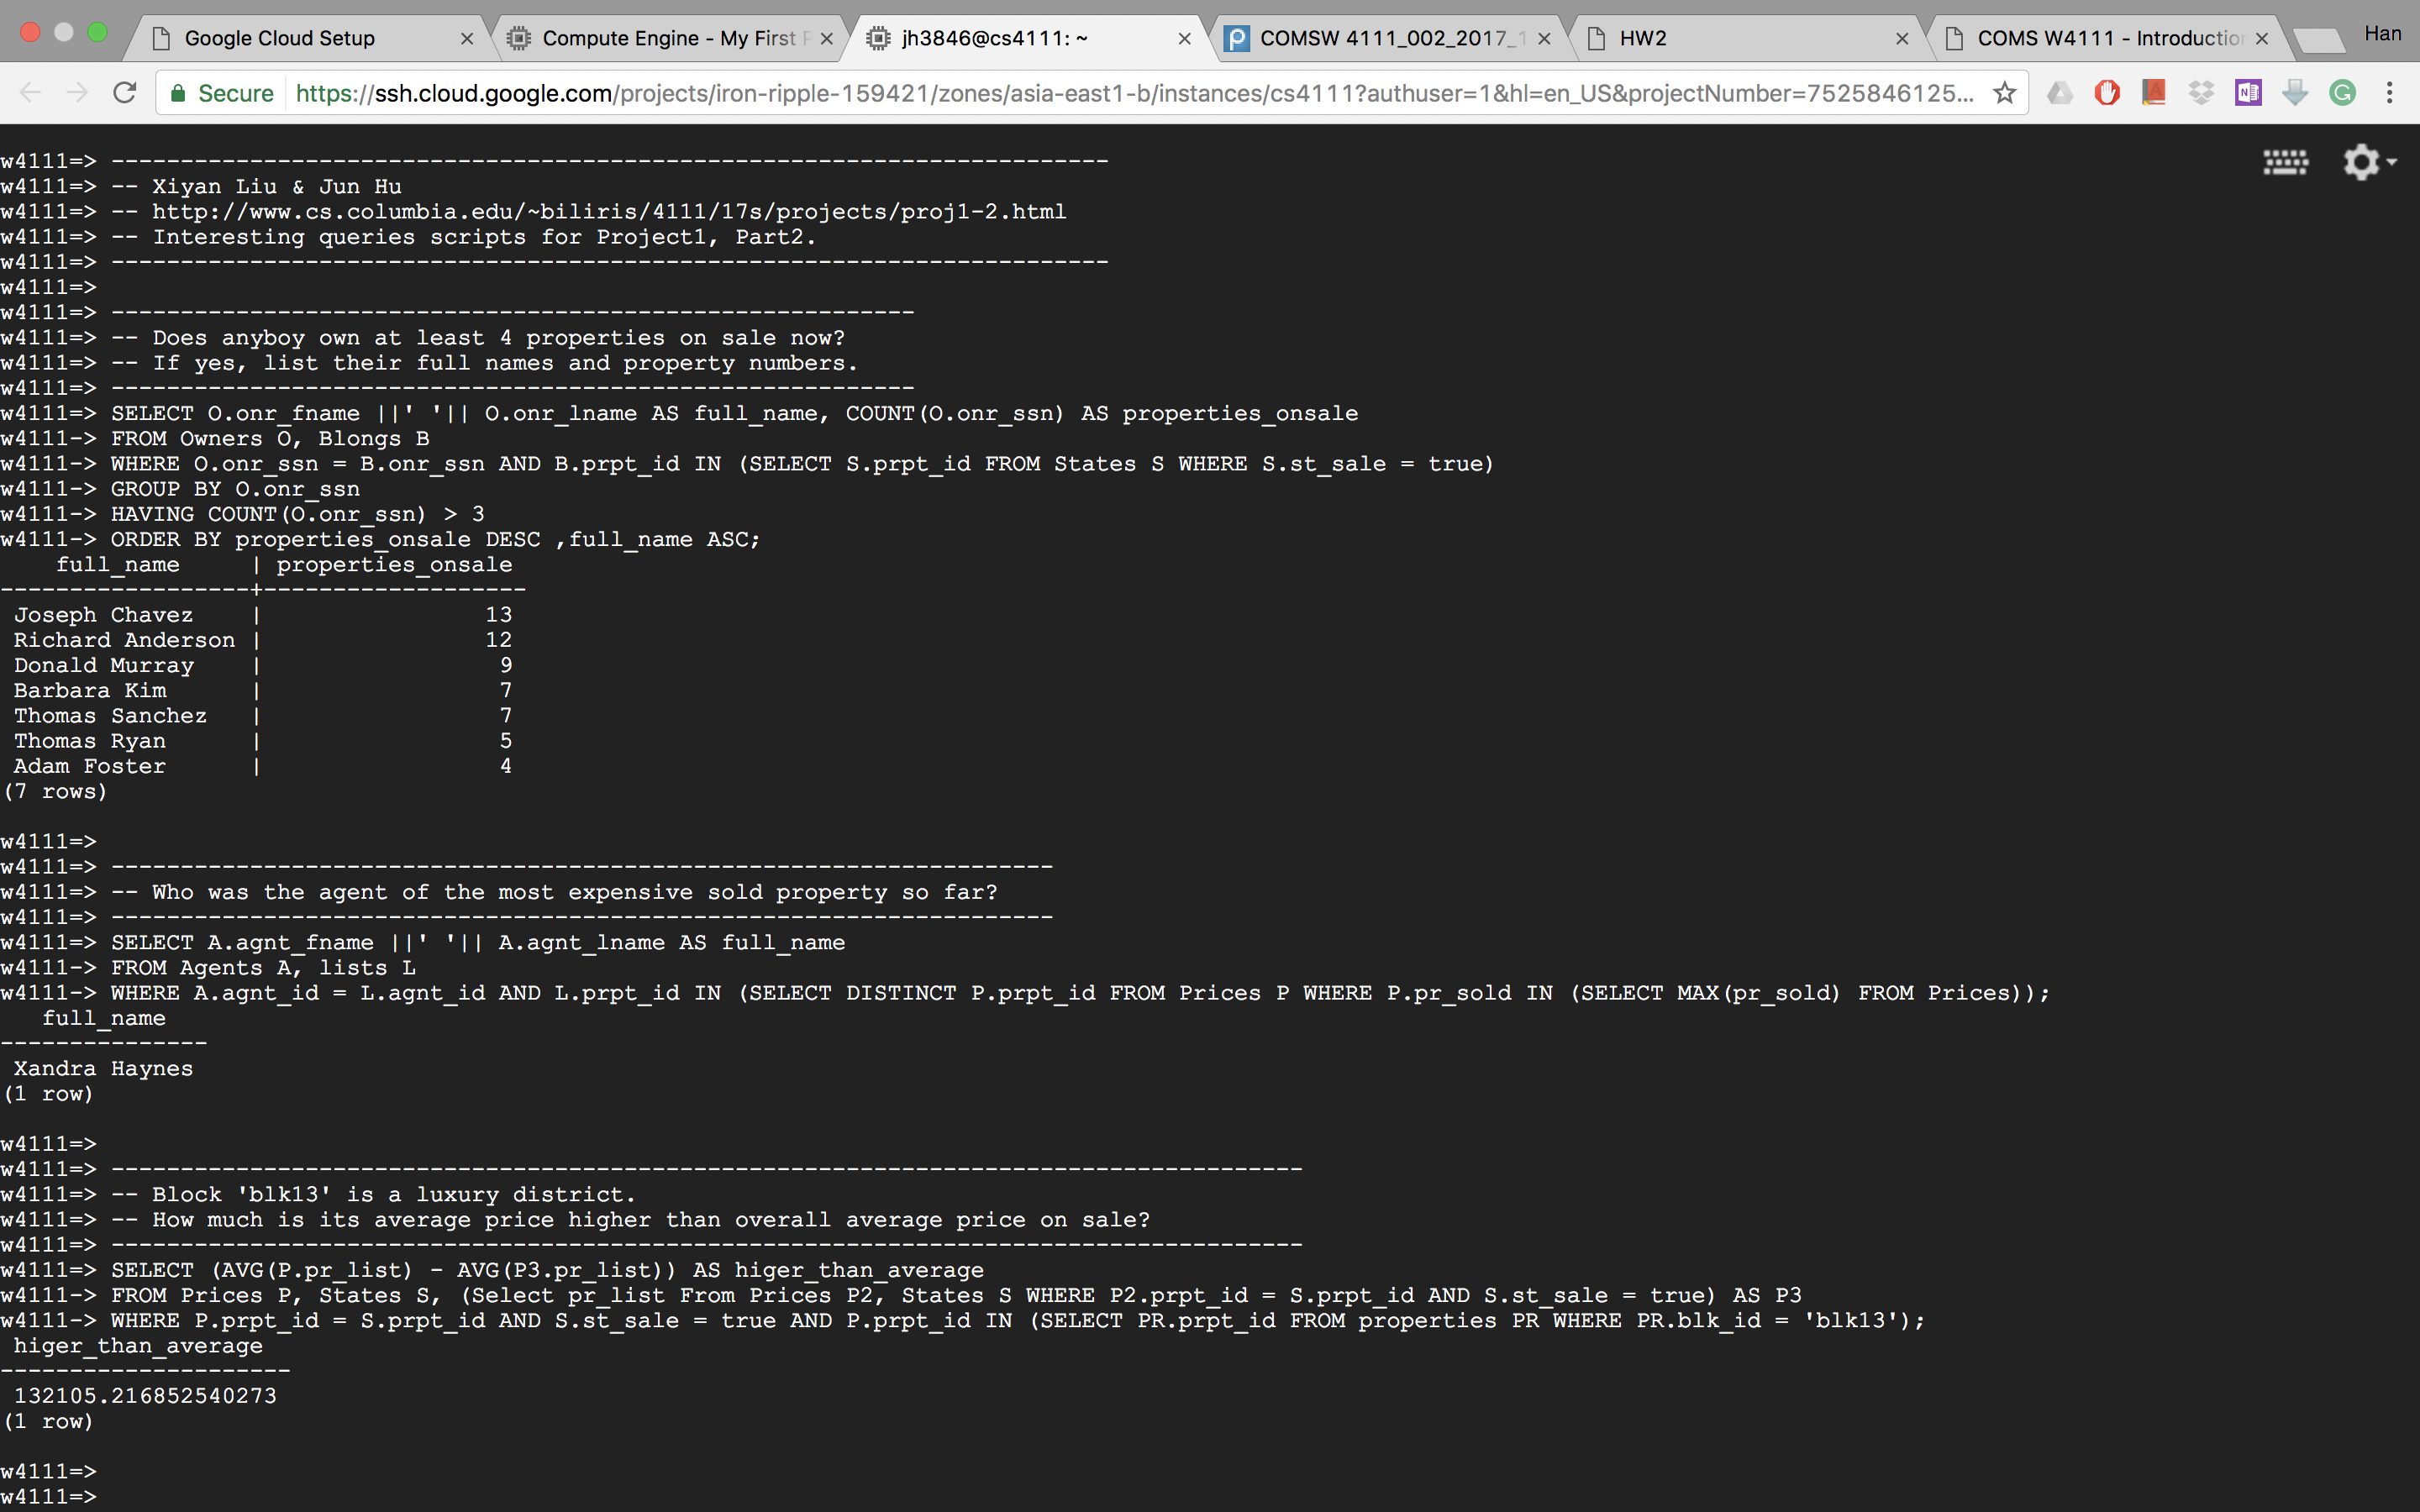 Google Cloud Setup
Compute Engine - My First P
jh3846@cs4111: ~
COMSW 4111_002_2017_1
HW2
COMS W4111 - Introduction
Han
Secure https://ssh.cloud.google.com/projects/iron-ripple-159421/zones/asia-east1-b/instances/cs4111?authuser=1&hl=en_US&projectNumber=7525846125...
w4111=> ------------------------------------------------------------------------
w4111=> -- Xiyan Liu & Jun Hu
w4111=> -- http://www.cs.columbia.edu/~biliris/4111/17s/projects/proj1-2.html
w4111=> -- Interesting queries scripts for Project1, Part2.
w4111=> ------------------------------------------------------------------------
w4111=>
w4111=> ----------------------------------------------------------
w4111=> -- Does anyboy own at least 4 properties on sale now?
w4111=> -- If yes, list their full names and property numbers.
w4111=> ----------------------------------------------------------
w4111=> SELECT O.onr_fname ||' '|| O.onr_lname AS full_name, COUNT(O.onr_ssn) AS properties_onsale
w4111-> FROM Owners O, Blongs B
w4111-> WHERE O.onr_ssn = B.onr_ssn AND B.prpt_id IN (SELECT S.prpt_id FROM States S WHERE S.st_sale = true)
w4111-> GROUP BY O.onr_ssn
w4111-> HAVING COUNT(O.onr_ssn) > 3
w4111-> ORDER BY properties_onsale DESC ,full_name ASC;
    full_name     | properties_onsale
------------------+-------------------
 Joseph Chavez    |                13
 Richard Anderson |                12
 Donald Murray    |                 9
 Barbara Kim      |                 7
 Thomas Sanchez   |                 7
 Thomas Ryan      |                 5
 Adam Foster      |                 4
(7 rows)
w4111=>
w4111=> --------------------------------------------------------------------
w4111=> -- Who was the agent of the most expensive sold property so far?
w4111=> --------------------------------------------------------------------
w4111=> SELECT A.agnt_fname ||' '|| A.agnt_lname AS full_name
w4111-> FROM Agents A, lists L
w4111-> WHERE A.agnt_id = L.agnt_id AND L.prpt_id IN (SELECT DISTINCT P.prpt_id FROM Prices P WHERE P.pr_sold IN (SELECT MAX(pr_sold) FROM Prices));
   full_name
---------------
 Xandra Haynes
(1 row)
w4111=>
w4111=> --------------------------------------------------------------------------------------
w4111=> -- Block 'blk13' is a luxury district.
w4111=> -- How much is its average price higher than overall average price on sale?
w4111=> --------------------------------------------------------------------------------------
w4111=> SELECT (AVG(P.pr_list) - AVG(P3.pr_list)) AS higer_than_average
w4111-> FROM Prices P, States S, (Select pr_list From Prices P2, States S WHERE P2.prpt_id = S.prpt_id AND S.st_sale = true) AS P3
w4111-> WHERE P.prpt_id = S.prpt_id AND S.st_sale = true AND P.prpt_id IN (SELECT PR.prpt_id FROM properties PR WHERE PR.blk_id = 'blk13');
 higer_than_average
---------------------
 132105.216852540273
(1 row)
w4111=>
w4111=>